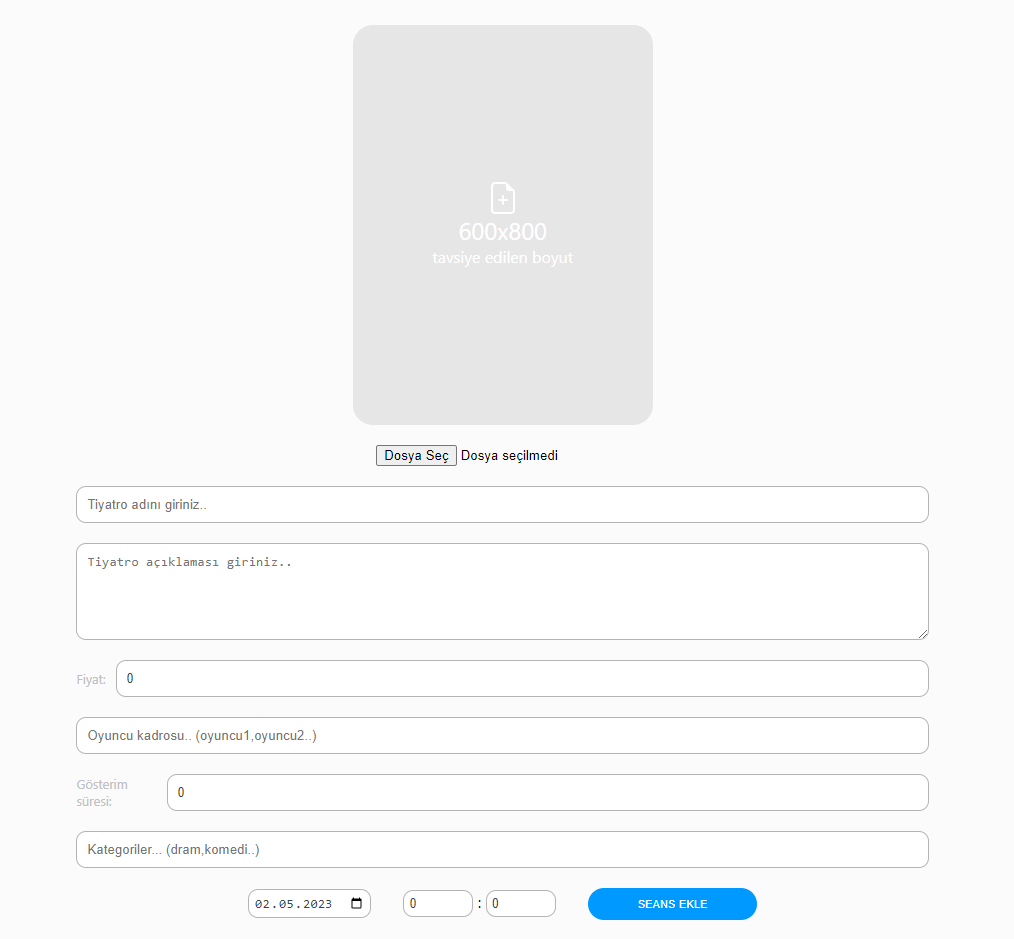 600x800
tavsiye edilen boyut
Dosya Seç Dosya seçilmedi
Tiyatro adını giriniz..
Tiyatro açıklaması giriniz..
Fiyat: 0
Oyuncu kadrosu.. (oyuncu1,oyuncu2..)
Gösterim
süresi: 0
Kategoriler... (dram,komedi..)
02.05.2023 0 : 0 SEANS EKLE